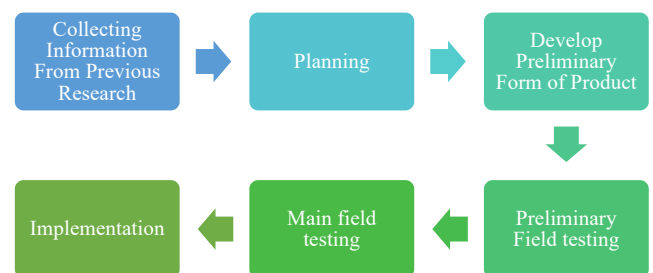 Collecting
Information
From Previous
Research
Planning
Develop
Preliminary
Form of Product
Preliminary
Field testing
Main field
testing
Implementation